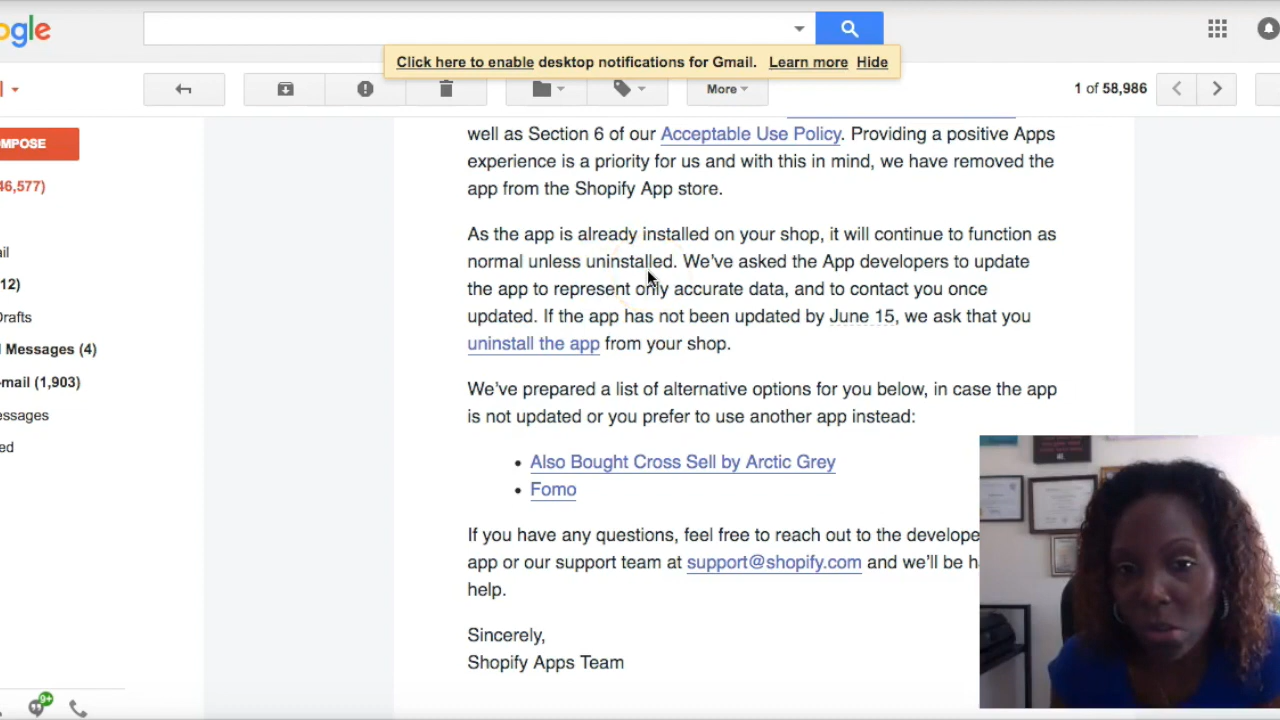 ogle
Click here to enable desktop notifications for Gmail. Learn more Hide
More
1 of 58,986
MPOSE
46,577)
12)
rafts
Messages (4)
-mail (1,903)
essages
ed
well as Section 6 of our Acceptable Use Policy. Providing a positive Apps
experience is a priority for us and with this in mind, we have removed the
app from the Shopify App store.
As the app is already installed on your shop, it will continue to function as
normal unless uninstalled. We've asked the App developers to update
the app to represent only accurate data, and to contact you once
updated. If the app has not been updated by June 15, we ask that you
uninstall the app from your shop.
We've prepared a list of alternative options for you below, in case the app
is not updated or you prefer to use another app instead:
• Also Bought Cross Sell by Arctic Grey
• Fomo
If you have any questions, feel free to reach out to the develope
app or our support team at support@shopify.com and we'll be ha
help.
Sincerely,
Shopify Apps Team
9+